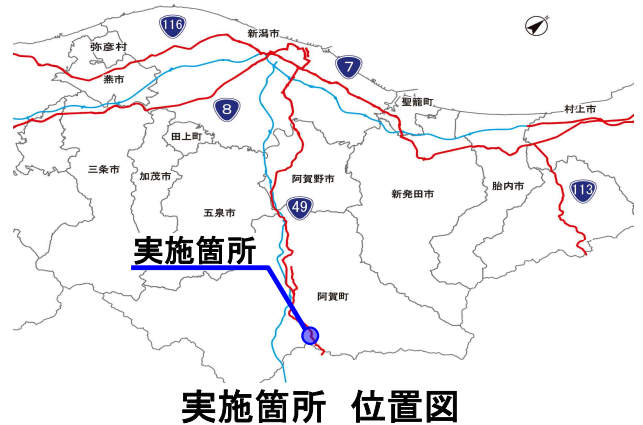 116
新潟市
弥彦村
燕市
7
8
聖籠町
村上市
田上町
三条市
加茂市
阿賀野市
新発田市
胎内市
113
五泉市
49
実施箇所
阿賀町
実施箇所 位置図